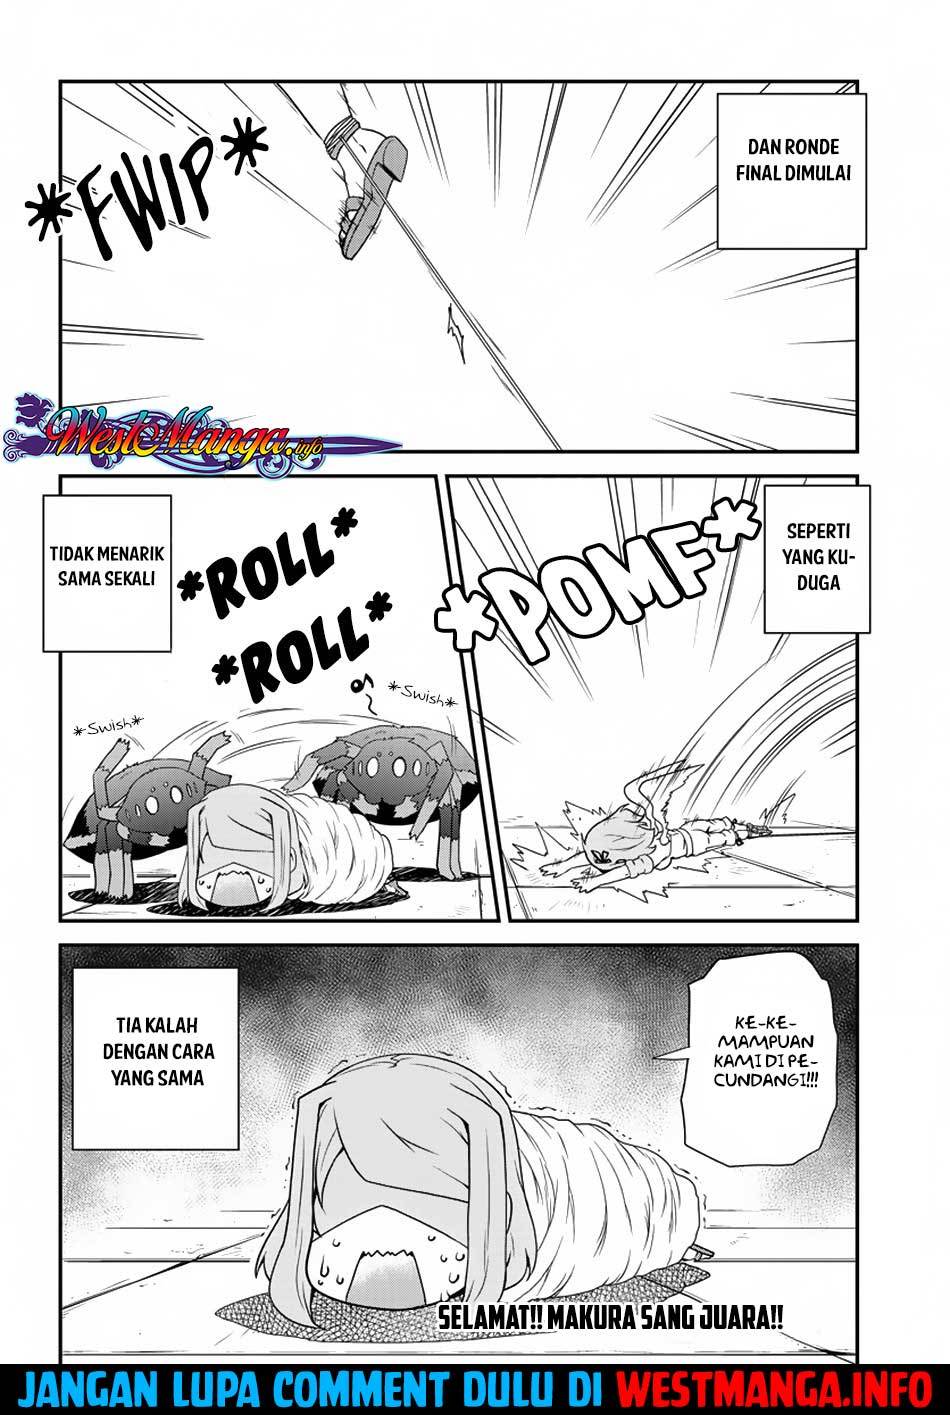 DAN RONDE
FINAL DIMULAI
*FWIP*
WestManga.info
SEPERTI
YANG KU-
DUGA
*POMF*
TIDAK MENARIK
SAMA SEKALI
*ROLL*
*ROLL*
*Swish*
*Swish*
TIA KALAH
DENGAN CARA
YANG SAMA
KE-KE-
MAMPUAN
KAMI DI PE-
CUNDANGI!!!
SELAMAT!! MAKURA SANG JUARA!!
JANGAN LUPA COMMENT DULU DI WESTMANGA.INFO